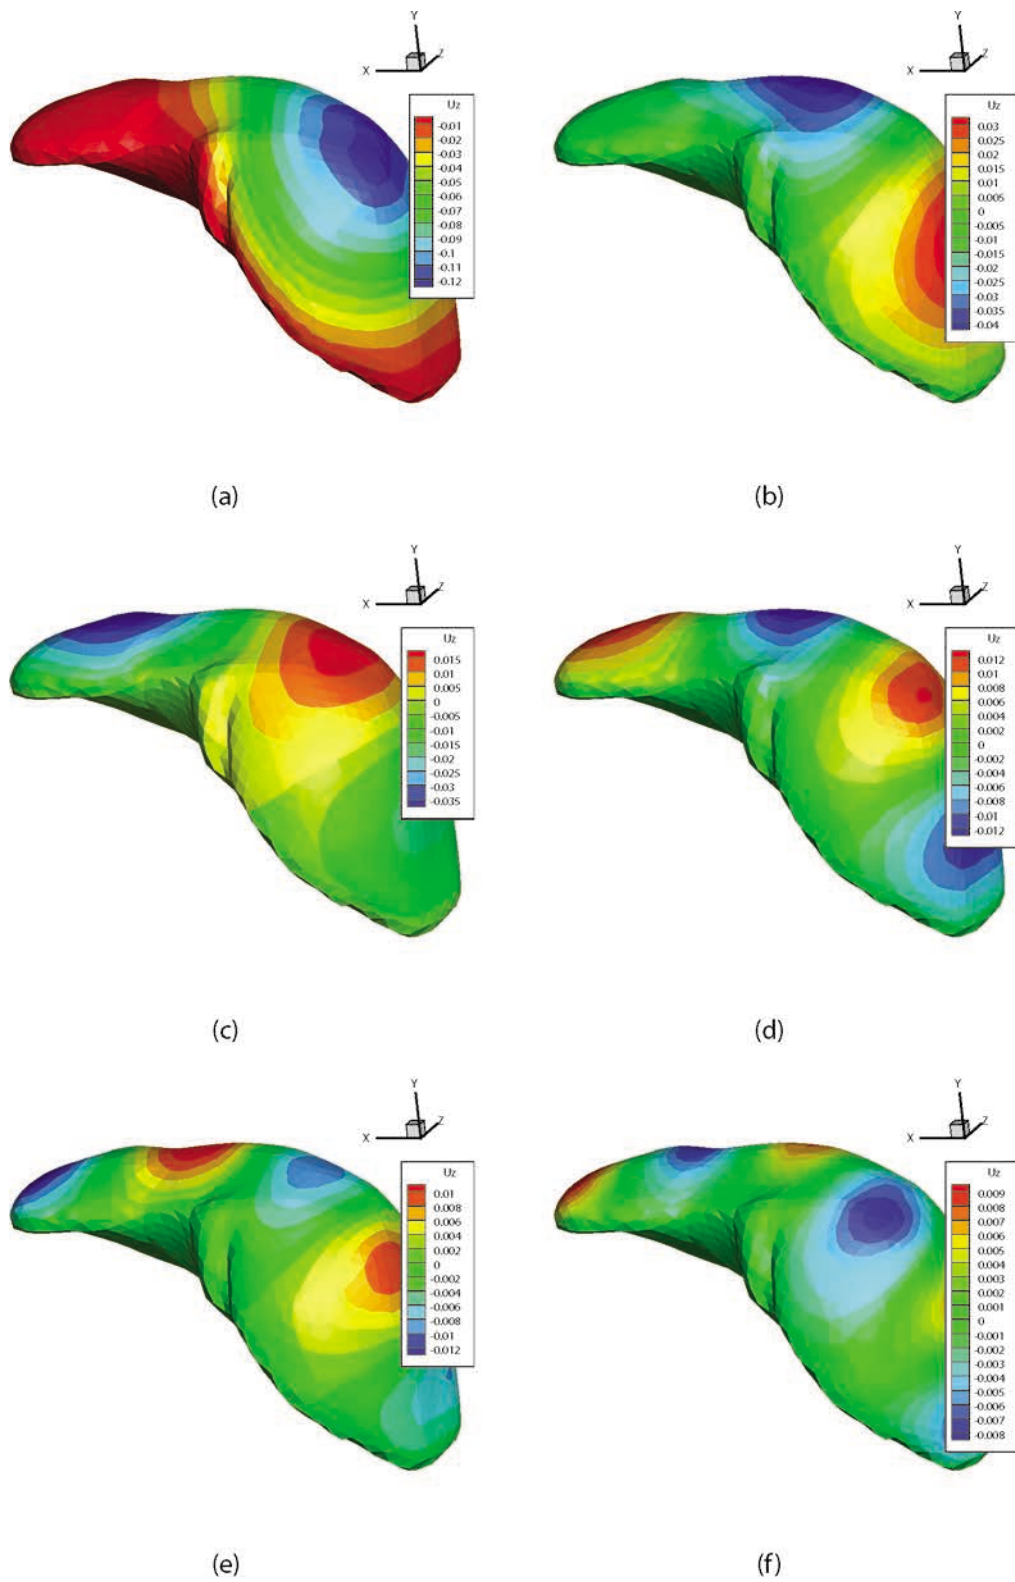 Y
Z
X
Uz
-0.01
-0.02
-0.03
-0.04
-0.05
-0.06
-0.07
-0.08
-0.09
-0.1
-0.11
-0.12
(a)
Y
Z
X
Uz
0.03
0.025
0.02
0.015
0.01
0.005
0
-0.005
-0.01
-0.015
-0.02
-0.025
-0.03
-0.035
-0.04
(b)
Y
Z
X
Uz
0.015
0.01
0.005
0
-0.005
-0.01
-0.015
-0.02
-0.025
-0.03
-0.035
(c)
Y
Z
X
Uz
0.012
0.01
0.008
0.006
0.004
0.002
0
-0.002
-0.004
-0.006
-0.008
-0.01
-0.012
(d)
Y
Z
X
Uz
0.01
0.008
0.006
0.004
0.002
0
-0.002
-0.004
-0.006
-0.008
-0.01
-0.012
(e)
Y
Z
X
Uz
0.009
0.008
0.007
0.006
0.005
0.004
0.003
0.002
0.001
0
-0.001
-0.002
-0.003
-0.004
-0.005
-0.006
-0.007
-0.008
(f)